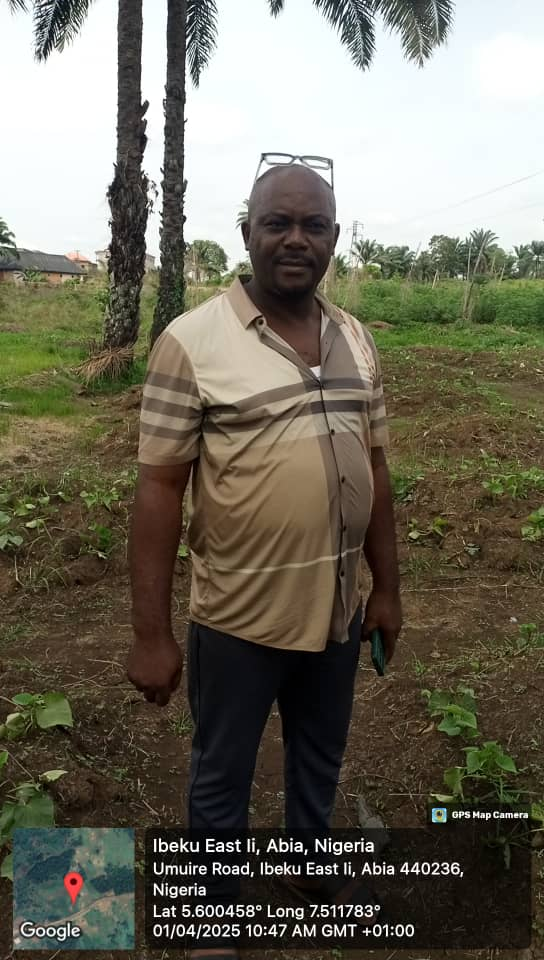 GPS Map Camera
Ibeku East Ii, Abia, Nigeria
Umuire Road, Ibeku East Ii, Abia 440236,
Nigeria
Lat 5.600458° Long 7.511783°
01/04/2025 10:47 AM GMT +01:00
Google